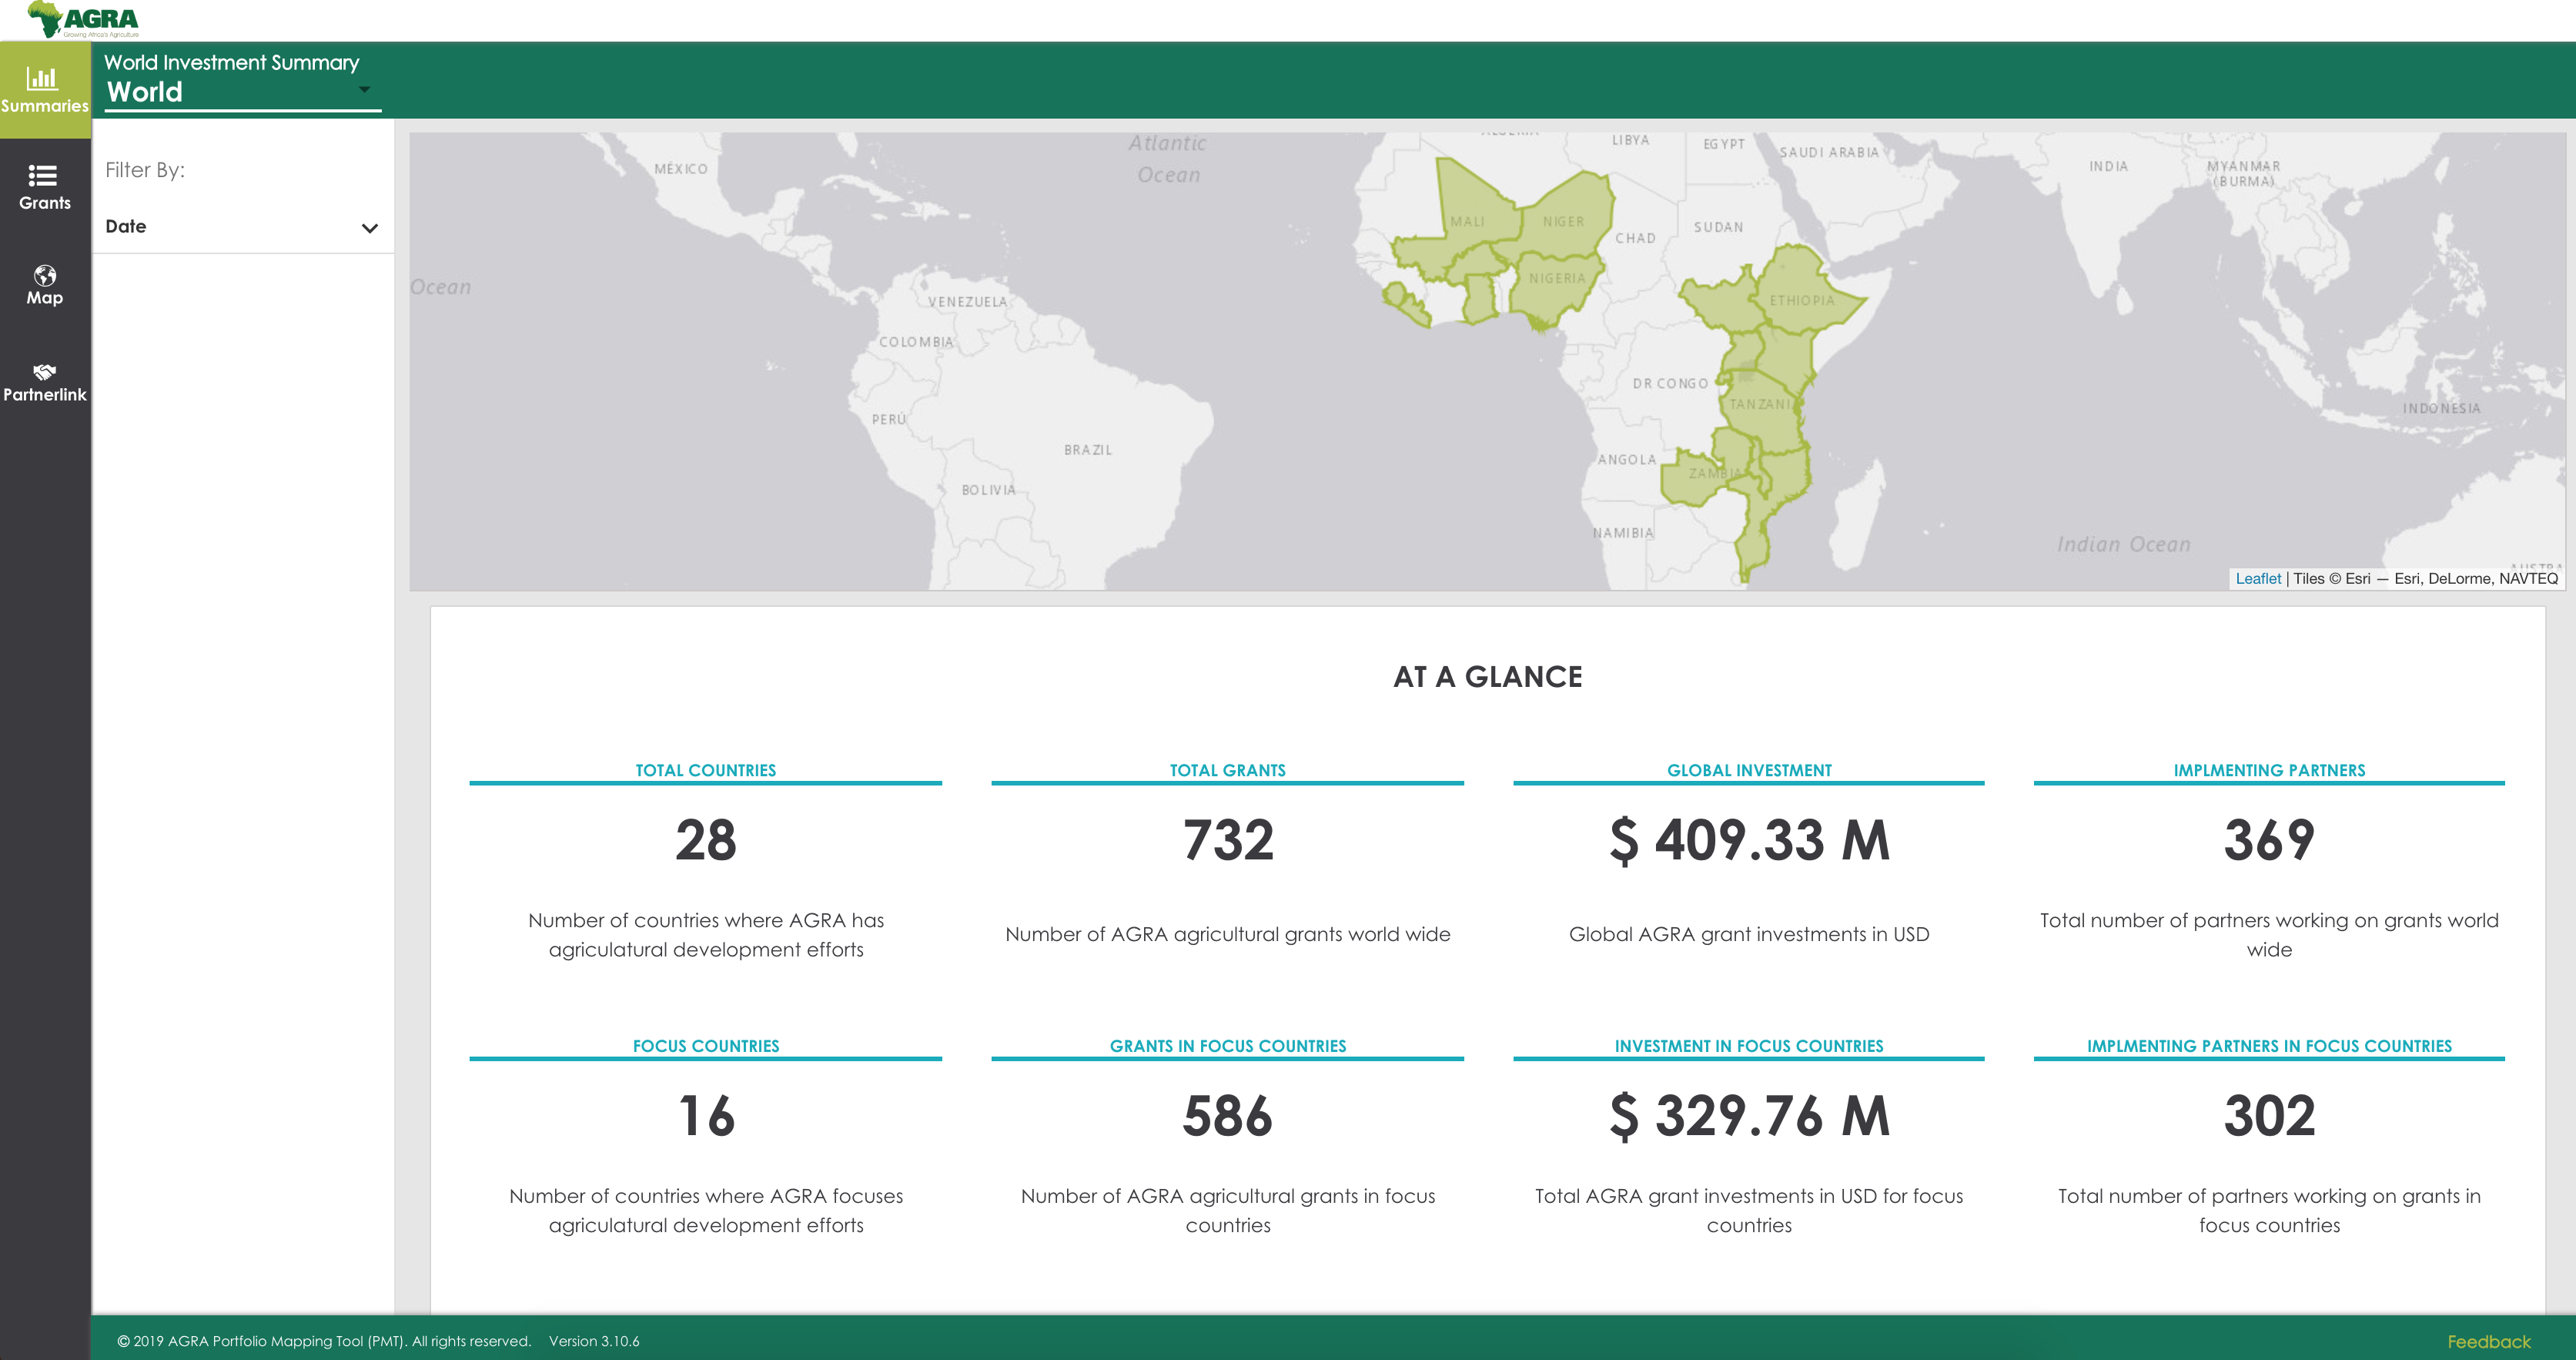 AGRA
Growing Africa's Agriculture
World Investment Summary
World
Summaries
Grants
Map
Partnerlink
Filter By:
Date
Atlantic
Ocean
Ocean
MÉXICO
VENEZUELA
COLOMBIA
PERÚ
BRAZIL
BOLIVIA
ALGERIA
LIBYA
EGYPT
SAUDI ARABIA
MALI
NIGER
CHAD
SUDAN
NIGERIA
ETHIOPIA
DR CONGO
TANZANI
ANGOLA
ZAMBIA
NAMIBIA
INDIA
MYANMAR
(BURMA)
INDONESIA
Indian Ocean
AUSTRA
Leaflet | Tiles © Esri — Esri, DeLorme, NAVTEQ
AT A GLANCE
TOTAL COUNTRIES
28
Number of countries where AGRA has
agriculatural development efforts
TOTAL GRANTS
732
Number of AGRA agricultural grants world wide
GLOBAL INVESTMENT
$ 409.33 M
Global AGRA grant investments in USD
IMPLMENTING PARTNERS
369
Total number of partners working on grants world
wide
FOCUS COUNTRIES
16
Number of countries where AGRA focuses
agriculatural development efforts
GRANTS IN FOCUS COUNTRIES
586
Number of AGRA agricultural grants in focus
countries
INVESTMENT IN FOCUS COUNTRIES
$ 329.76 M
Total AGRA grant investments in USD for focus
countries
IMPLMENTING PARTNERS IN FOCUS COUNTRIES
302
Total number of partners working on grants in
focus countries
© 2019 AGRA Portfolio Mapping Tool (PMT). All rights reserved. Version 3.10.6
Feedback